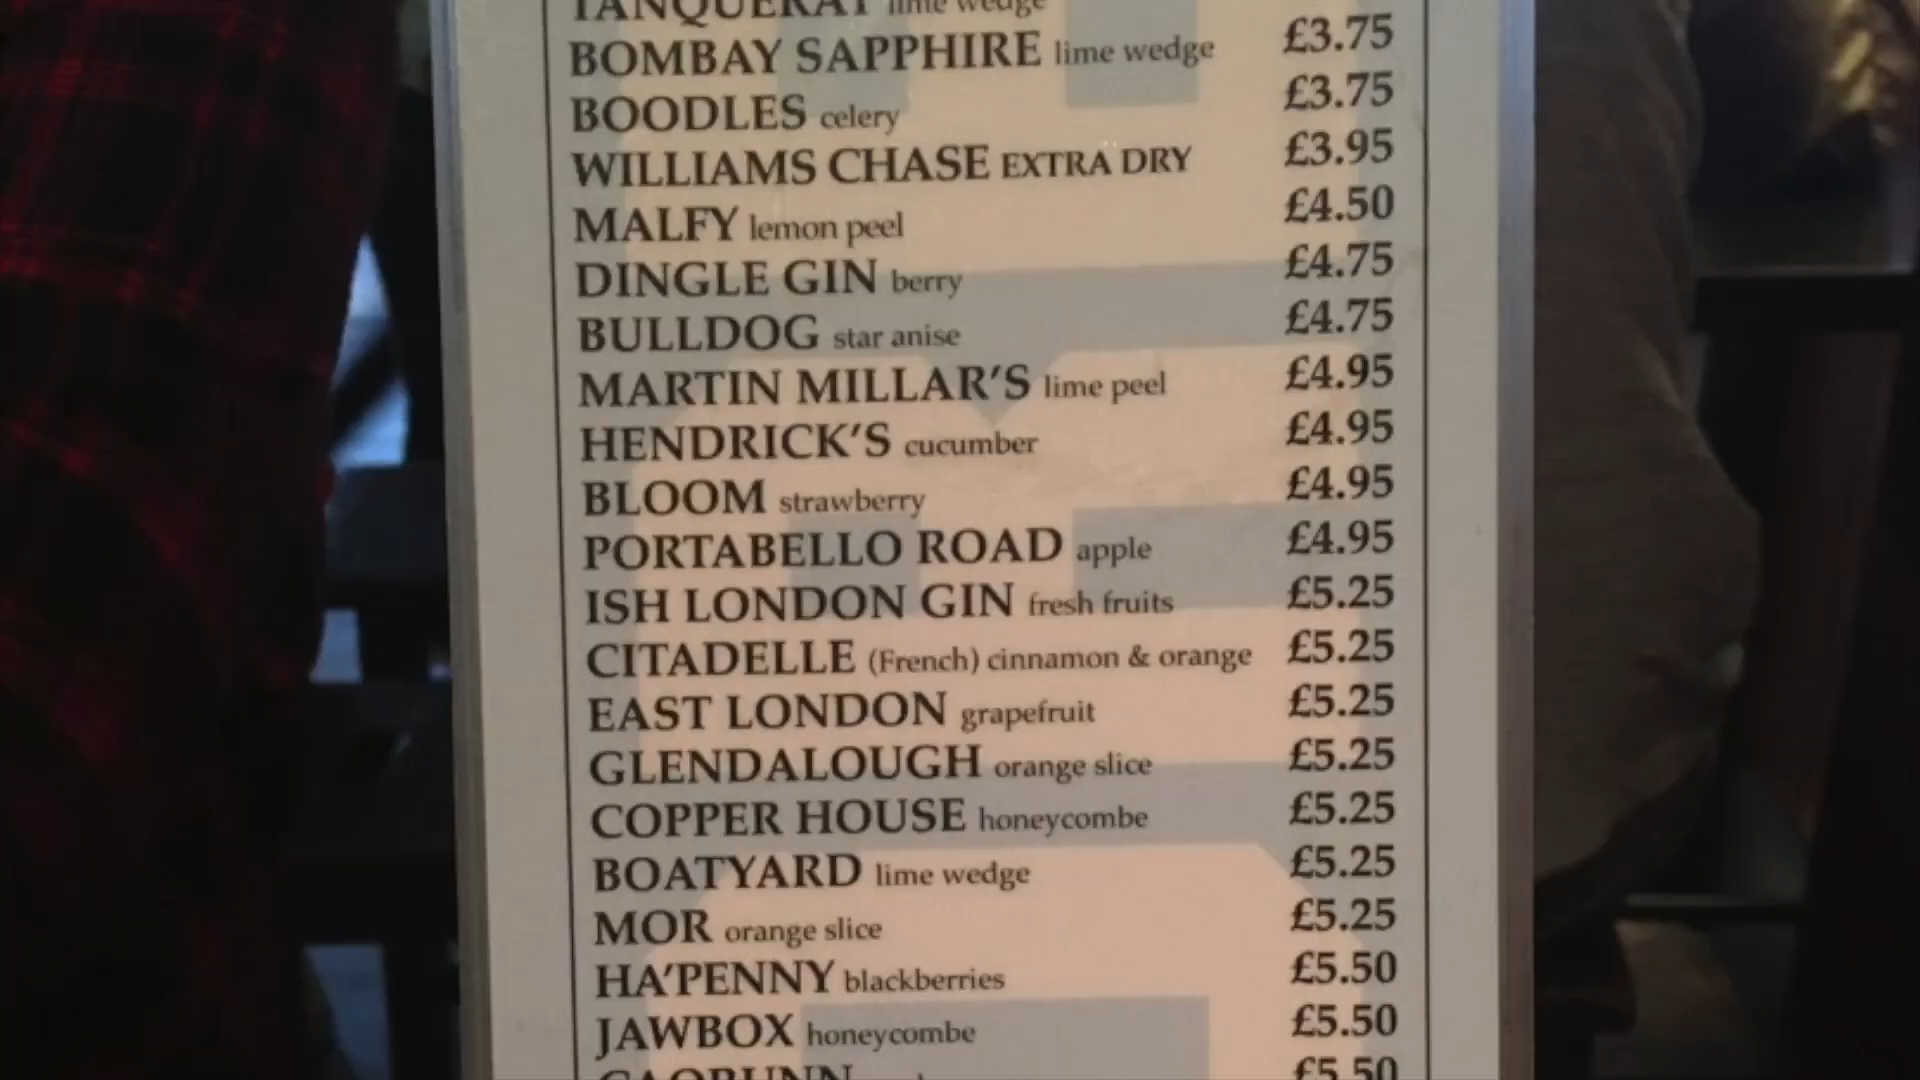 TANQUERAY lime wedge
BOMBAY SAPPHIRE lime wedge £3.75
BOODLES celery £3.75
WILLIAMS CHASE EXTRA DRY £3.95
MALFY lemon peel £4.50
DINGLE GIN berry £4.75
BULLDOG star anise £4.75
MARTIN MILLAR'S lime peel £4.95
HENDRICK'S cucumber £4.95
BLOOM strawberry £4.95
PORTABELLO ROAD apple £4.95
ISH LONDON GIN fresh fruits £5.25
CITADELLE (French) cinnamon & orange £5.25
EAST LONDON grapefruit £5.25
GLENDALOUGH orange slice £5.25
COPPER HOUSE honeycombe £5.25
BOATYARD lime wedge £5.25
MOR orange slice £5.25
HA'PENNY blackberries £5.50
JAWBOX honeycombe £5.50
£5.50